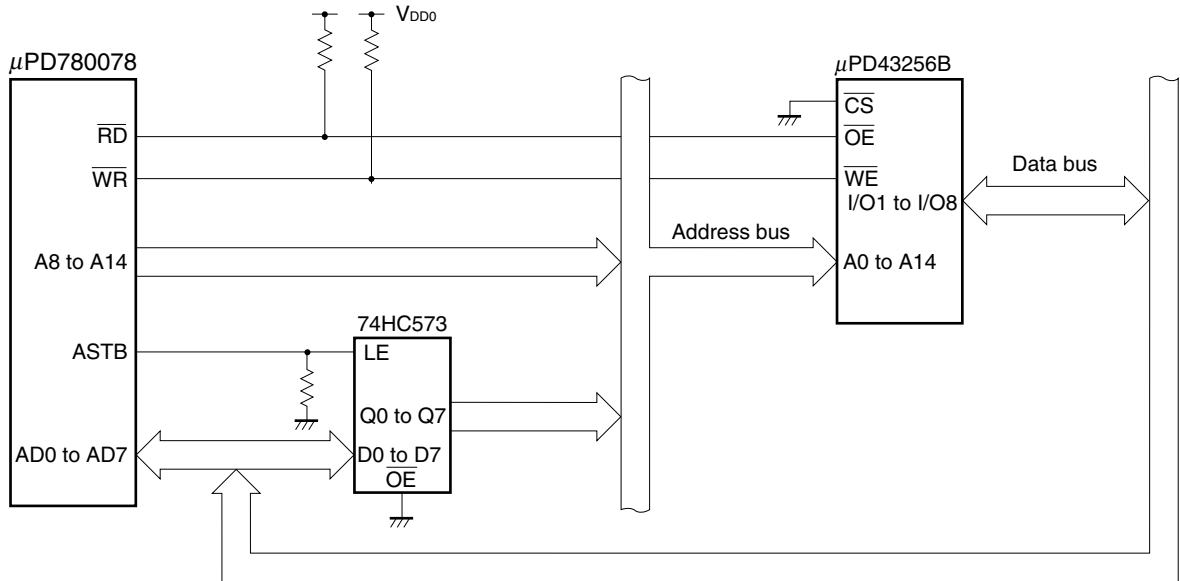 VDD0
μPD780078
μPD43256B
CS
RD
OE
WR
WE
Data bus
I/O1 to I/O8
Address bus
A8 to A14
A0 to A14
74HC573
ASTB
LE
Q0 to Q7
AD0 to AD7
D0 to D7
OE